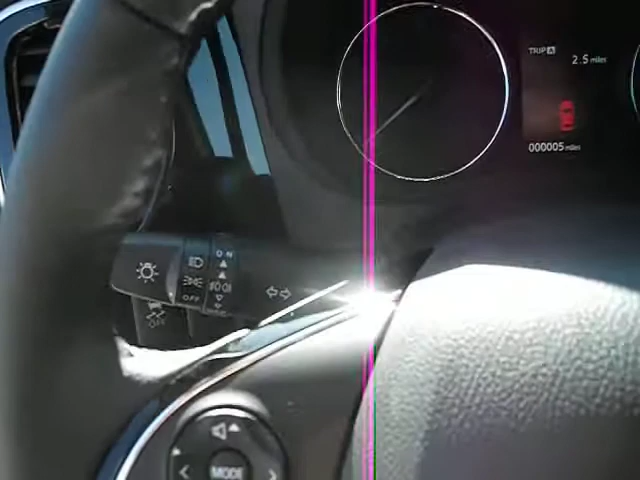 TRIP A
2.5 miles
000005 miles
ON
OFF
OFF
MODE